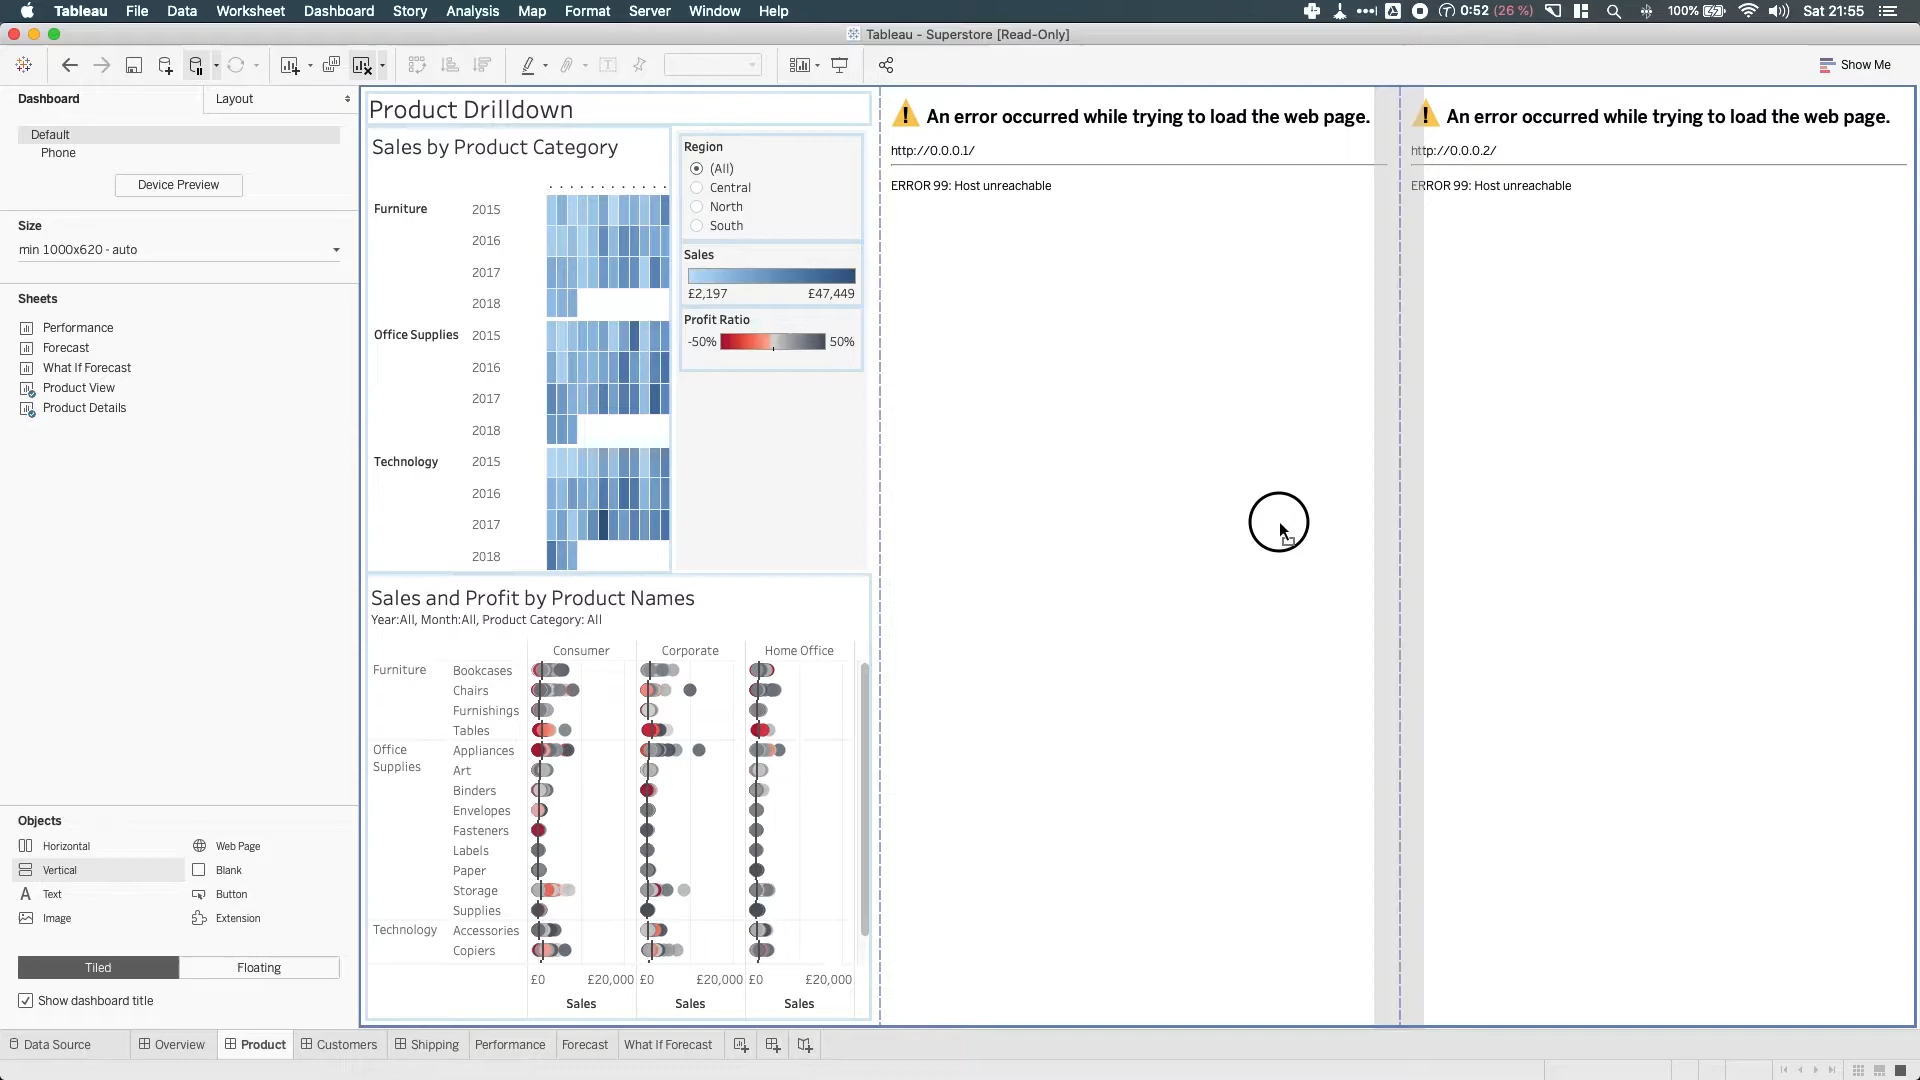 Tableau File Data Worksheet Dashboard Story Analysis Map Format Server Window Help
0:52 (26 %) 100% Sat 21:55
Tableau - Superstore [Read-Only]
Show Me
Dashboard
Layout
Default
Phone
Device Preview
Size
min 1000x620 - auto
Sheets
Performance
Forecast
What If Forecast
Product View
Product Details
Objects
Horizontal
Web Page
Vertical
Blank
Text
Button
Image
Extension
Tiled
Floating
Show dashboard title
Product Drilldown
Sales by Product Category
Furniture 2015
2016
2017
2018
Office Supplies 2015
2016
2017
2018
Technology 2015
2016
2017
2018
Region
(All)
Central
North
South
Sales
£2,197 £47,449
Profit Ratio
-50% 50%
Sales and Profit by Product Names
Year:All, Month:All, Product Category: All
Consumer Corporate Home Office
Furniture Bookcases
Chairs
Furnishings
Tables
Office Supplies Appliances
Art
Binders
Envelopes
Fasteners
Labels
Paper
Storage
Supplies
Technology Accessories
Copiers
£0 £20,000 £0 £20,000 £0 £20,000
Sales Sales Sales
An error occurred while trying to load the web page.
http://0.0.0.1/
ERROR 99: Host unreachable
An error occurred while trying to load the web page.
http://0.0.0.2/
ERROR 99: Host unreachable
Data Source Overview Product Customers Shipping Performance Forecast What If Forecast